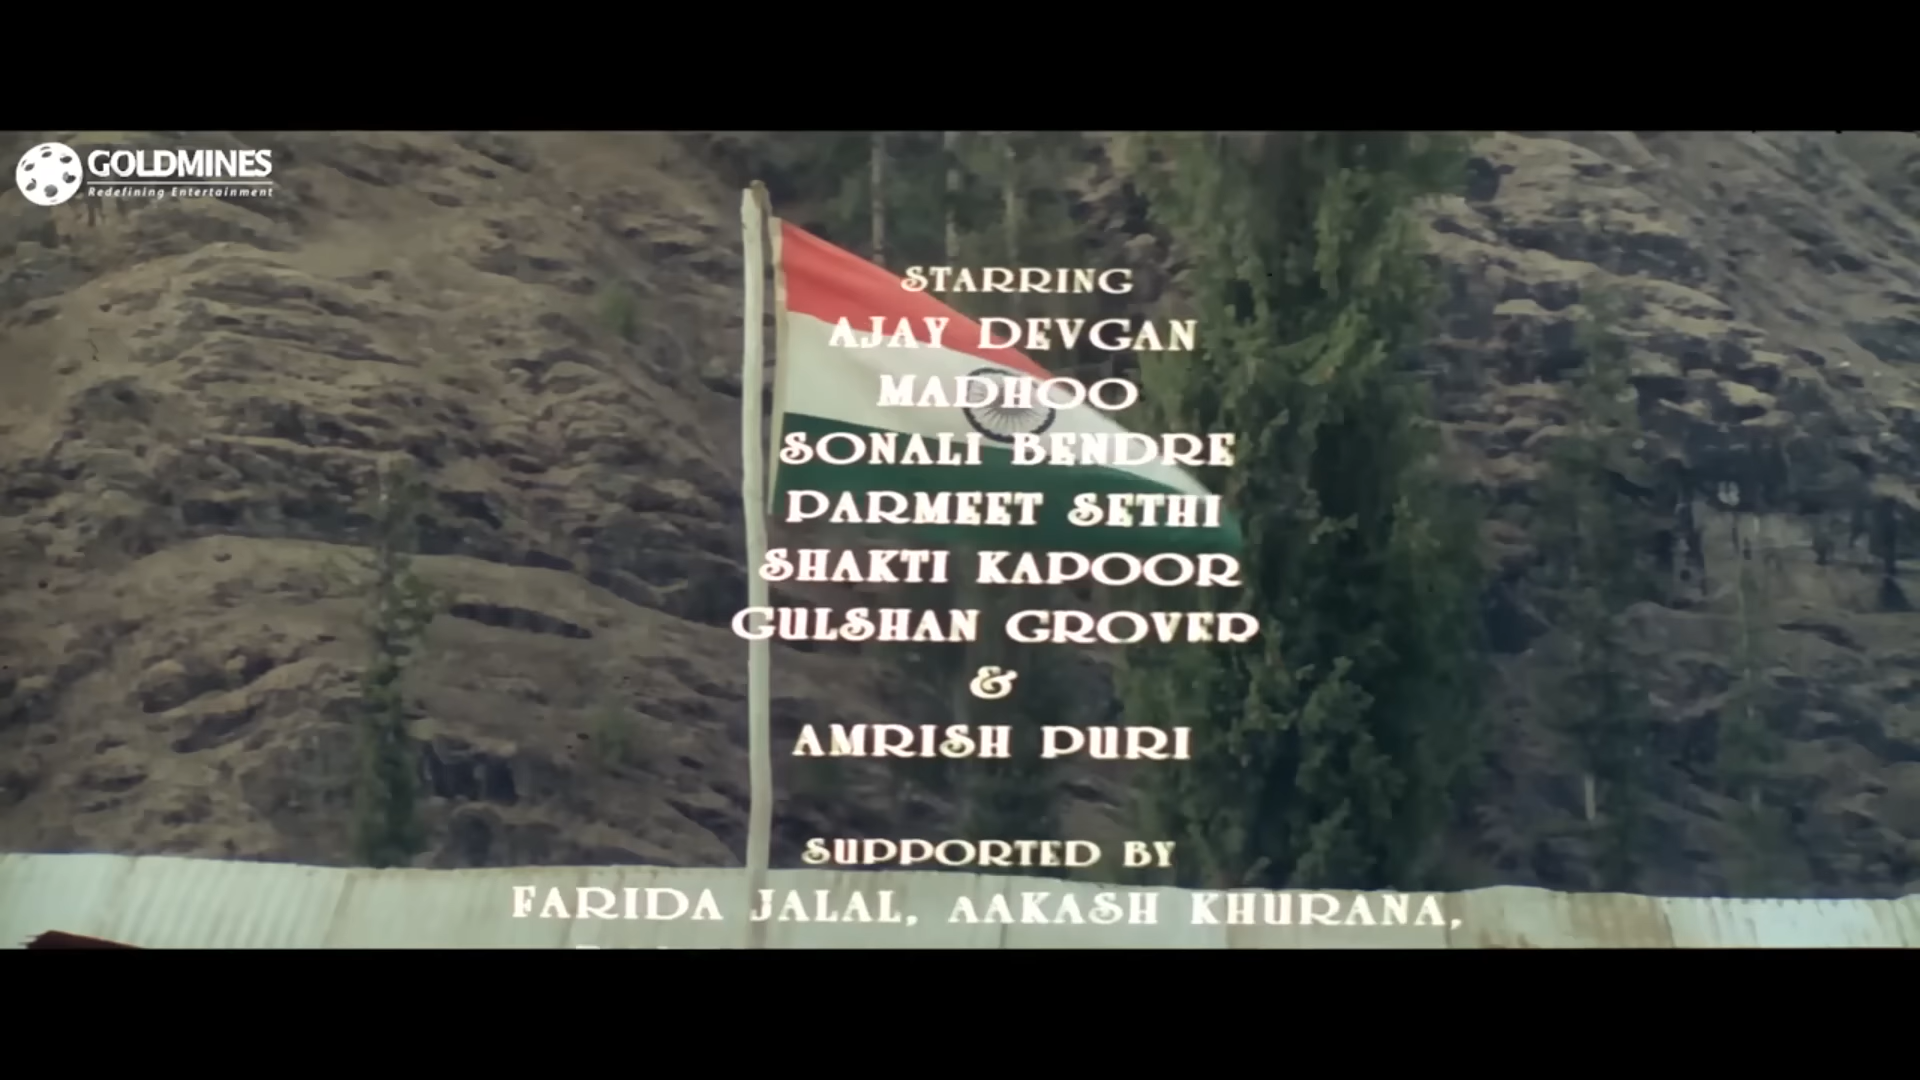 GOLDMINES
Redefining Entertainment
STARRING
AJAY DEVGAN
MADHOO
SONALI BENDRE
PARMEET SETHI
SHAKTI KAPOOR
GULSHAN GROVER
&
AMRISH PURI
SUPPORTED BY
FARIDA JALAL, AAKASH KHURANA,